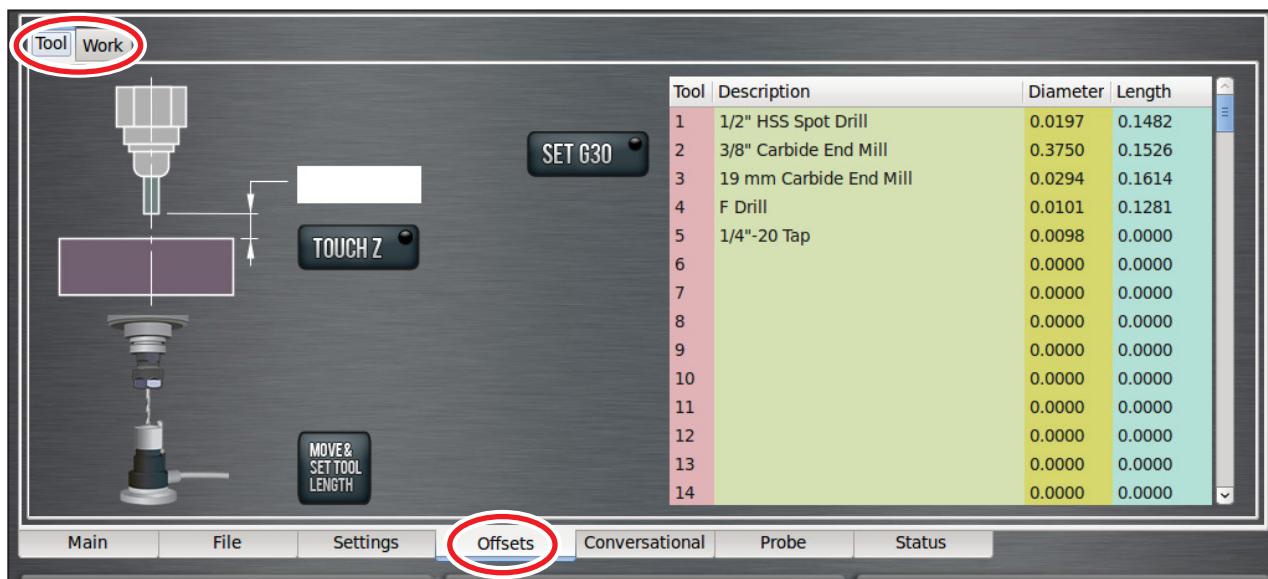 Tool Work
Tool Description Diameter Length
1 1/2" HSS Spot Drill 0.0197 0.1482
2 3/8" Carbide End Mill 0.3750 0.1526
3 19 mm Carbide End Mill 0.0294 0.1614
4 F Drill 0.0101 0.1281
5 1/4"-20 Tap 0.0098 0.0000
6 0.0000 0.0000
7 0.0000 0.0000
8 0.0000 0.0000
9 0.0000 0.0000
10 0.0000 0.0000
11 0.0000 0.0000
12 0.0000 0.0000
13 0.0000 0.0000
14 0.0000 0.0000
SET G30
TOUCH Z
MOVE &
SET TOOL
LENGTH
Main File Settings Offsets Conversational Probe Status